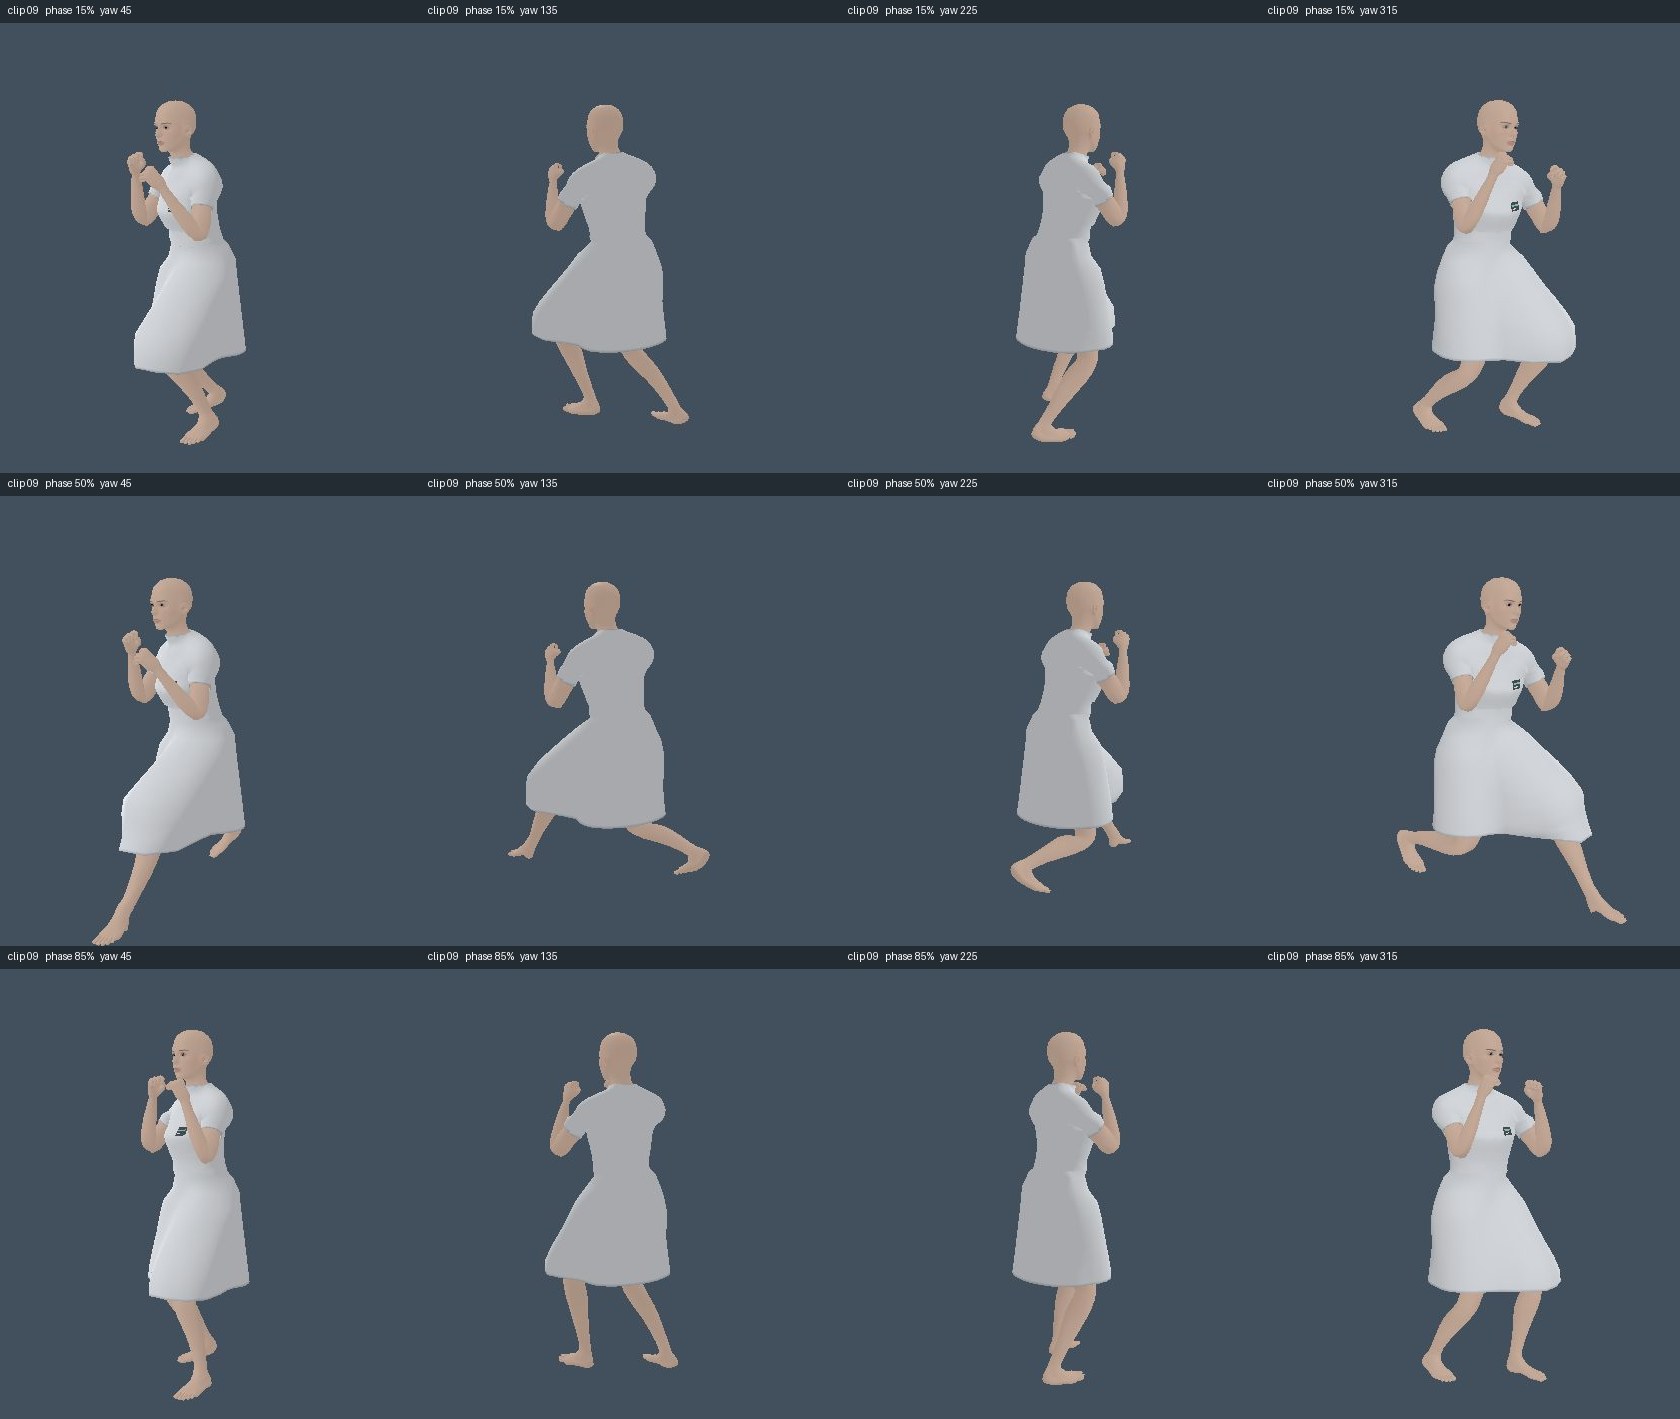 clip09 phase 15% yaw 45
clip09 phase 15% yaw 135
clip09 phase 15% yaw 225
clip09 phase 15% yaw 315
clip09 phase 50% yaw 45
clip09 phase 50% yaw 135
clip09 phase 50% yaw 225
clip09 phase 50% yaw 315
clip09 phase 85% yaw 45
clip09 phase 85% yaw 135
clip09 phase 85% yaw 225
clip09 phase 85% yaw 315